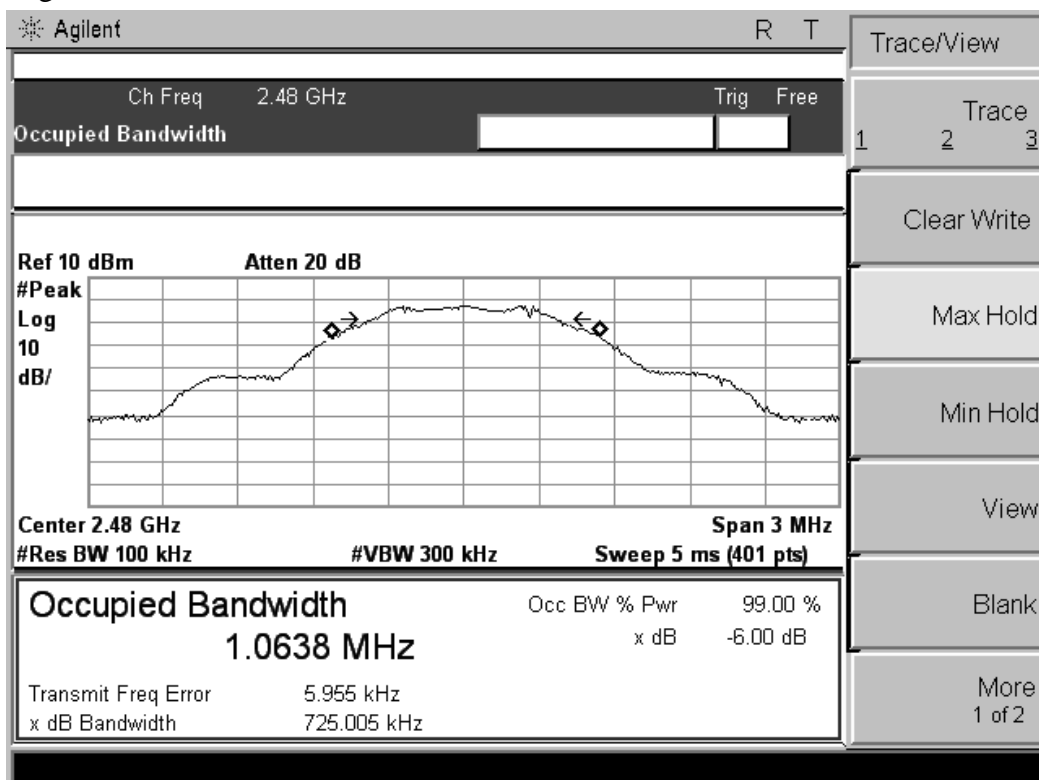 Agilent R T
Trace/View
Ch Freq 2.48 GHz Trig Free
Occupied Bandwidth
Trace
1 2 3
Clear Write
Ref 10 dBm Atten 20 dB
#Peak
Log
10
dB/
Max Hold
Min Hold
View
Center 2.48 GHz Span 3 MHz
#Res BW 100 kHz #VBW 300 kHz Sweep 5 ms (401 pts)
Occupied Bandwidth Occ BW % Pwr 99.00 %
1.0638 MHz x dB -6.00 dB
Blank
Transmit Freq Error 5.955 kHz
x dB Bandwidth 725.005 kHz
More
1 of 2